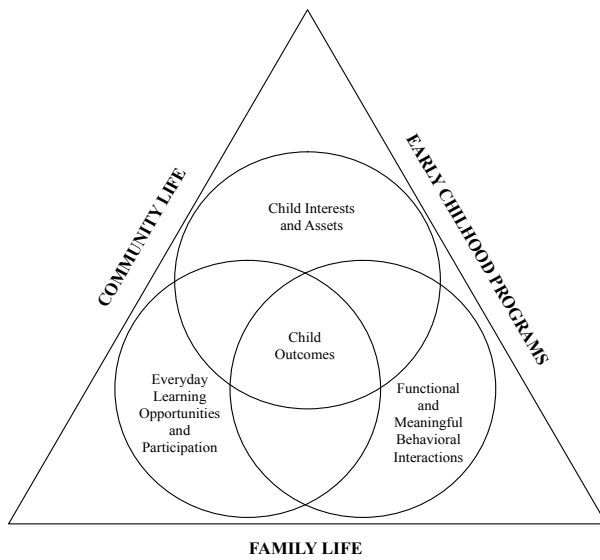 COMMUNITY LIFE
EARLY CHILHOOD PROGRAMS
Child Interests
and Assets
Child
Outcomes
Everyday
Learning
Opportunities
and
Participation
Functional
and
Meaningful
Behavioral
Interactions
FAMILY LIFE